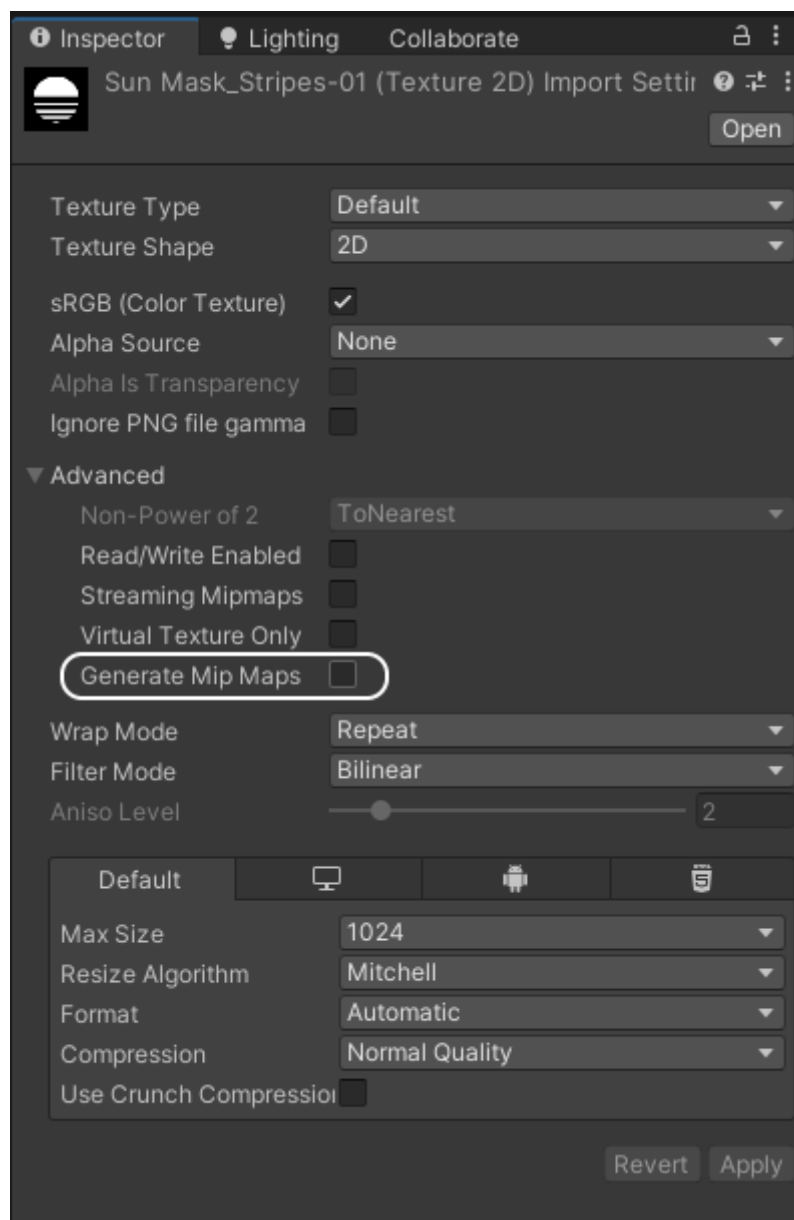 Inspector Lighting Collaborate
Sun Mask_Stripes-01 (Texture 2D) Import Settin
Open
Texture Type Default
Texture Shape 2D
sRGB (Color Texture)
Alpha Source None
Alpha Is Transparency
Ignore PNG file gamma
Advanced
Non-Power of 2 ToNearest
Read/Write Enabled
Streaming Mipmaps
Virtual Texture Only
Generate Mip Maps
Wrap Mode Repeat
Filter Mode Bilinear
Aniso Level 2
Default 5
Max Size 1024
Resize Algorithm Mitchell
Format Automatic
Compression Normal Quality
Use Crunch Compression
Revert Apply